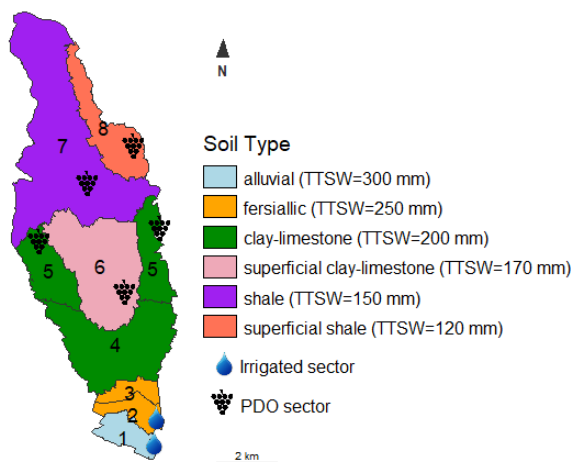 N
8
7
Soil Type
alluvial (TTSW=300 mm)
fersiallic (TTSW=250 mm)
clay-limestone (TTSW=200 mm)
superficial clay-limestone (TTSW=170 mm)
shale (TTSW=150 mm)
superficial shale (TTSW=120 mm)
Irrigated sector
PDO sector
5
6
5
4
3
2
1
2 km